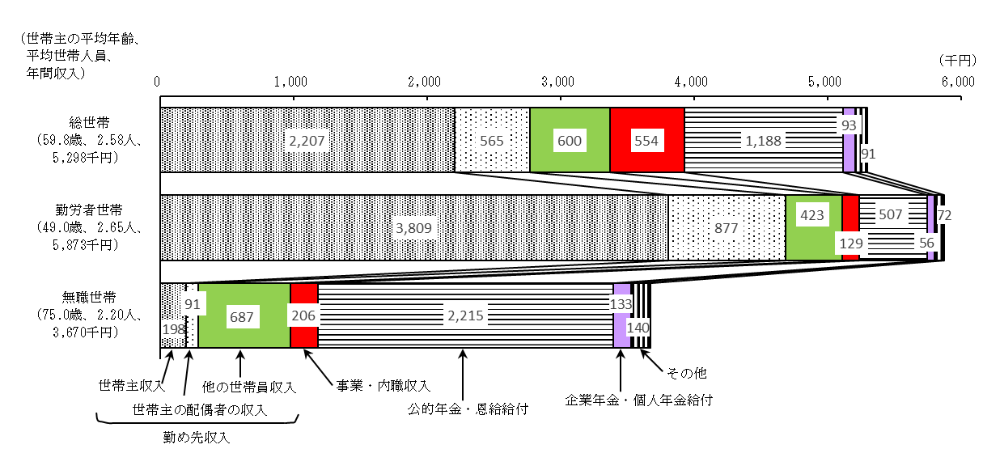 (世帯主の平均年齢、
平均世帯人員、
年間収入)
(千円)
0 1,000 2,000 3,000 4,000 5,000 6,000
総世帯
(59.8歳、2.58人、
5,298千円)
2,207 565 600 554 1,188 93 91
勤労者世帯
(49.0歳、2.65人、
5,873千円)
3,809 877 423 129 507 56 72
無職世帯
(75.0歳、2.20人、
3,670千円)
198 91 687 206 2,215 133 140
世帯主収入
世帯主の配偶者の収入
他の世帯員収入
勤め先収入
事業・内職収入
公的年金・恩給給付
企業年金・個人年金給付
その他